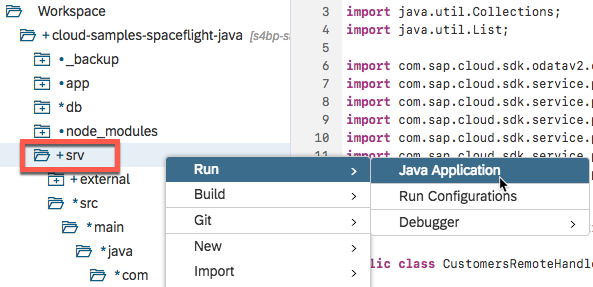 Workspace
+ cloud-samples-spaceflight-java [s4bp-s
• _backup
• app
* db
• node_modules
+ srv
+ external
* src
* main
* java
* com
3 import java.util.Collections;
4 import java.util.List;
5
6 import com.sap.cloud.sdk.odatav2.
7 import com.sap.cloud.sdk.service.p
8 import com.sap.cloud.sdk.service.p
9 import com.sap.cloud.sdk.service.p
10 import com.sap.cloud.sdk.service.p
11 import com.sap.cloud.sdk.service.p
Run
Build
Git
New
Import
Java Application
Run Configurations
Debugger
lic class CustomersRemoteHandle